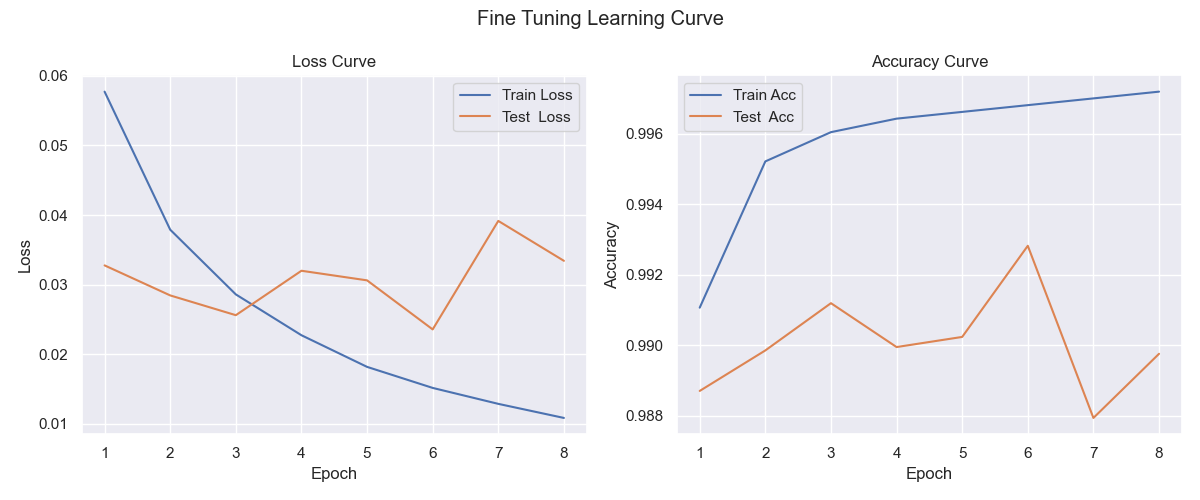 Fine Tuning Learning Curve
Loss Curve
0.06
0.05
0.04
0.03
0.02
0.01
Loss
Train Loss
Test  Loss
1 2 3 4 5 6 7 8
Epoch
Accuracy Curve
0.996
0.994
0.992
0.990
0.988
Accuracy
Train Acc
Test  Acc
1 2 3 4 5 6 7 8
Epoch